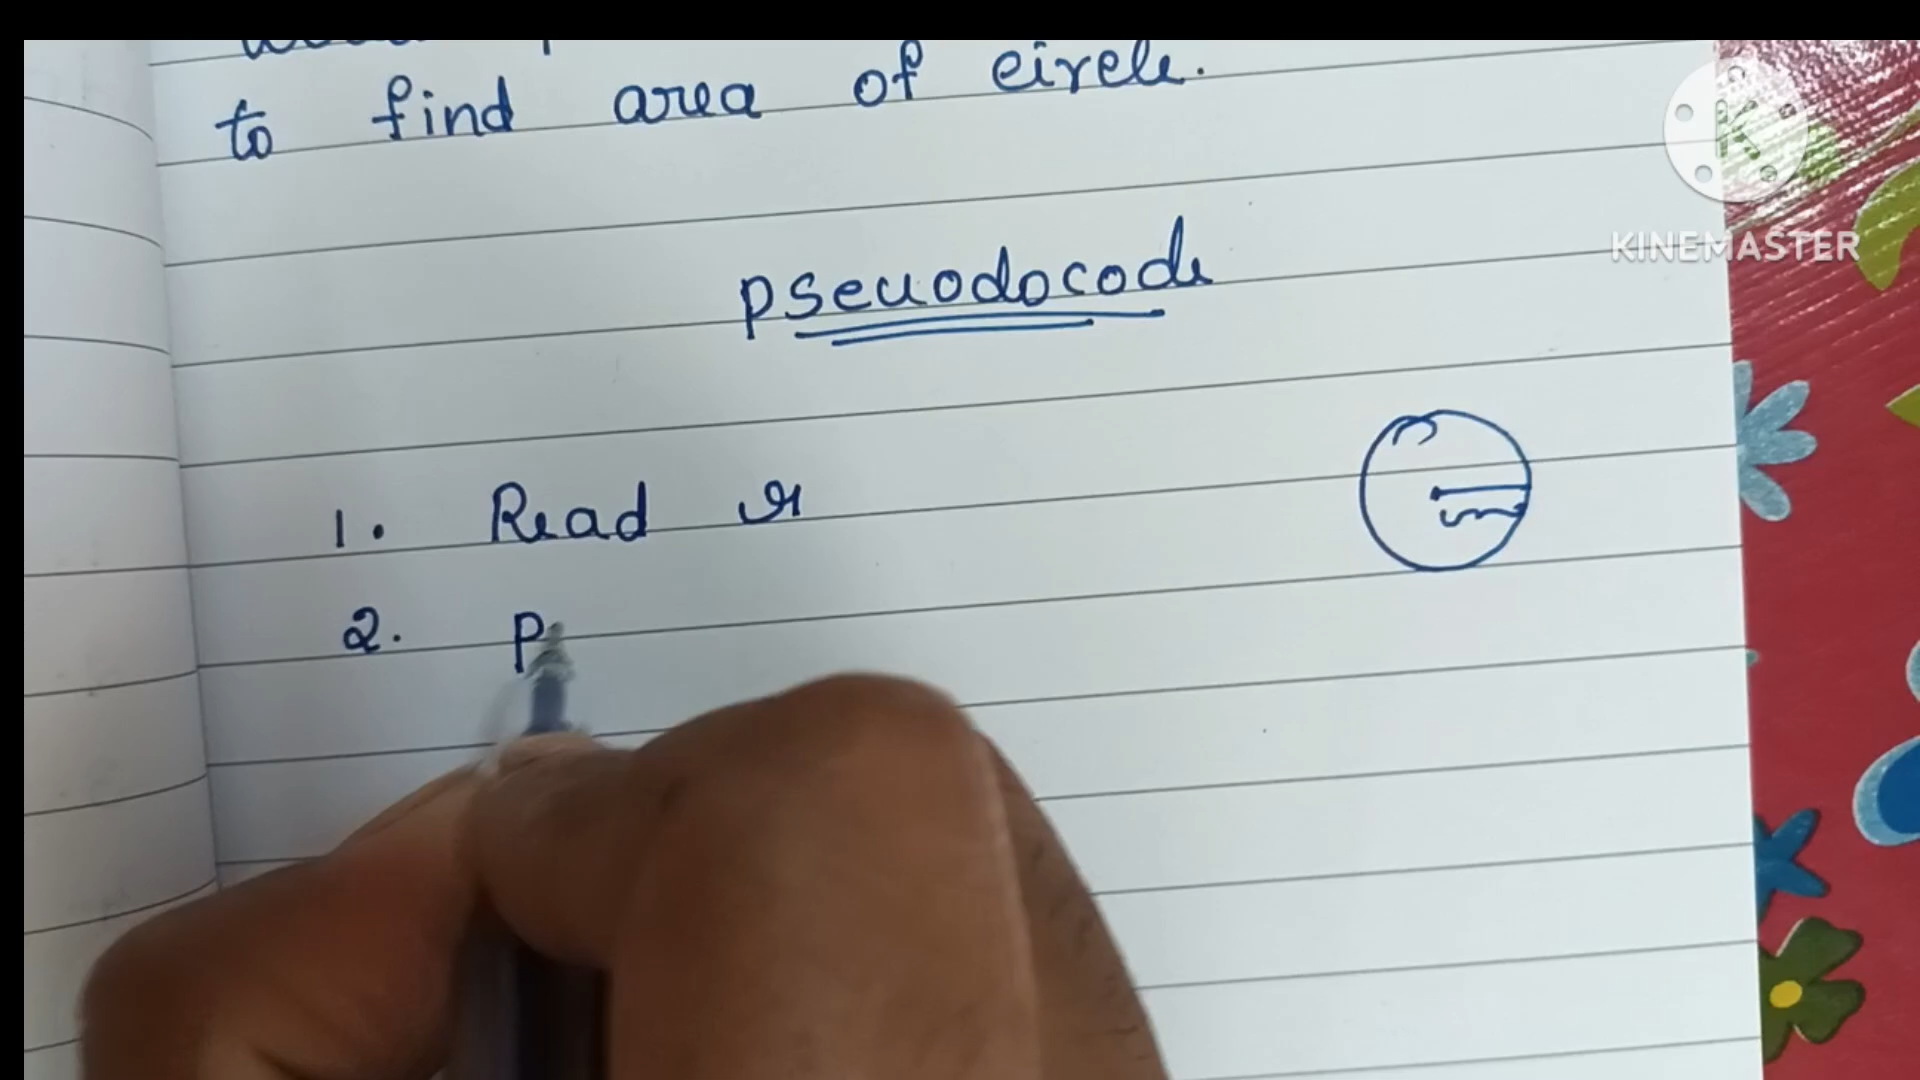 to find area of circle.
pseuodocode
1. Read r
2. P
KINEMASTER